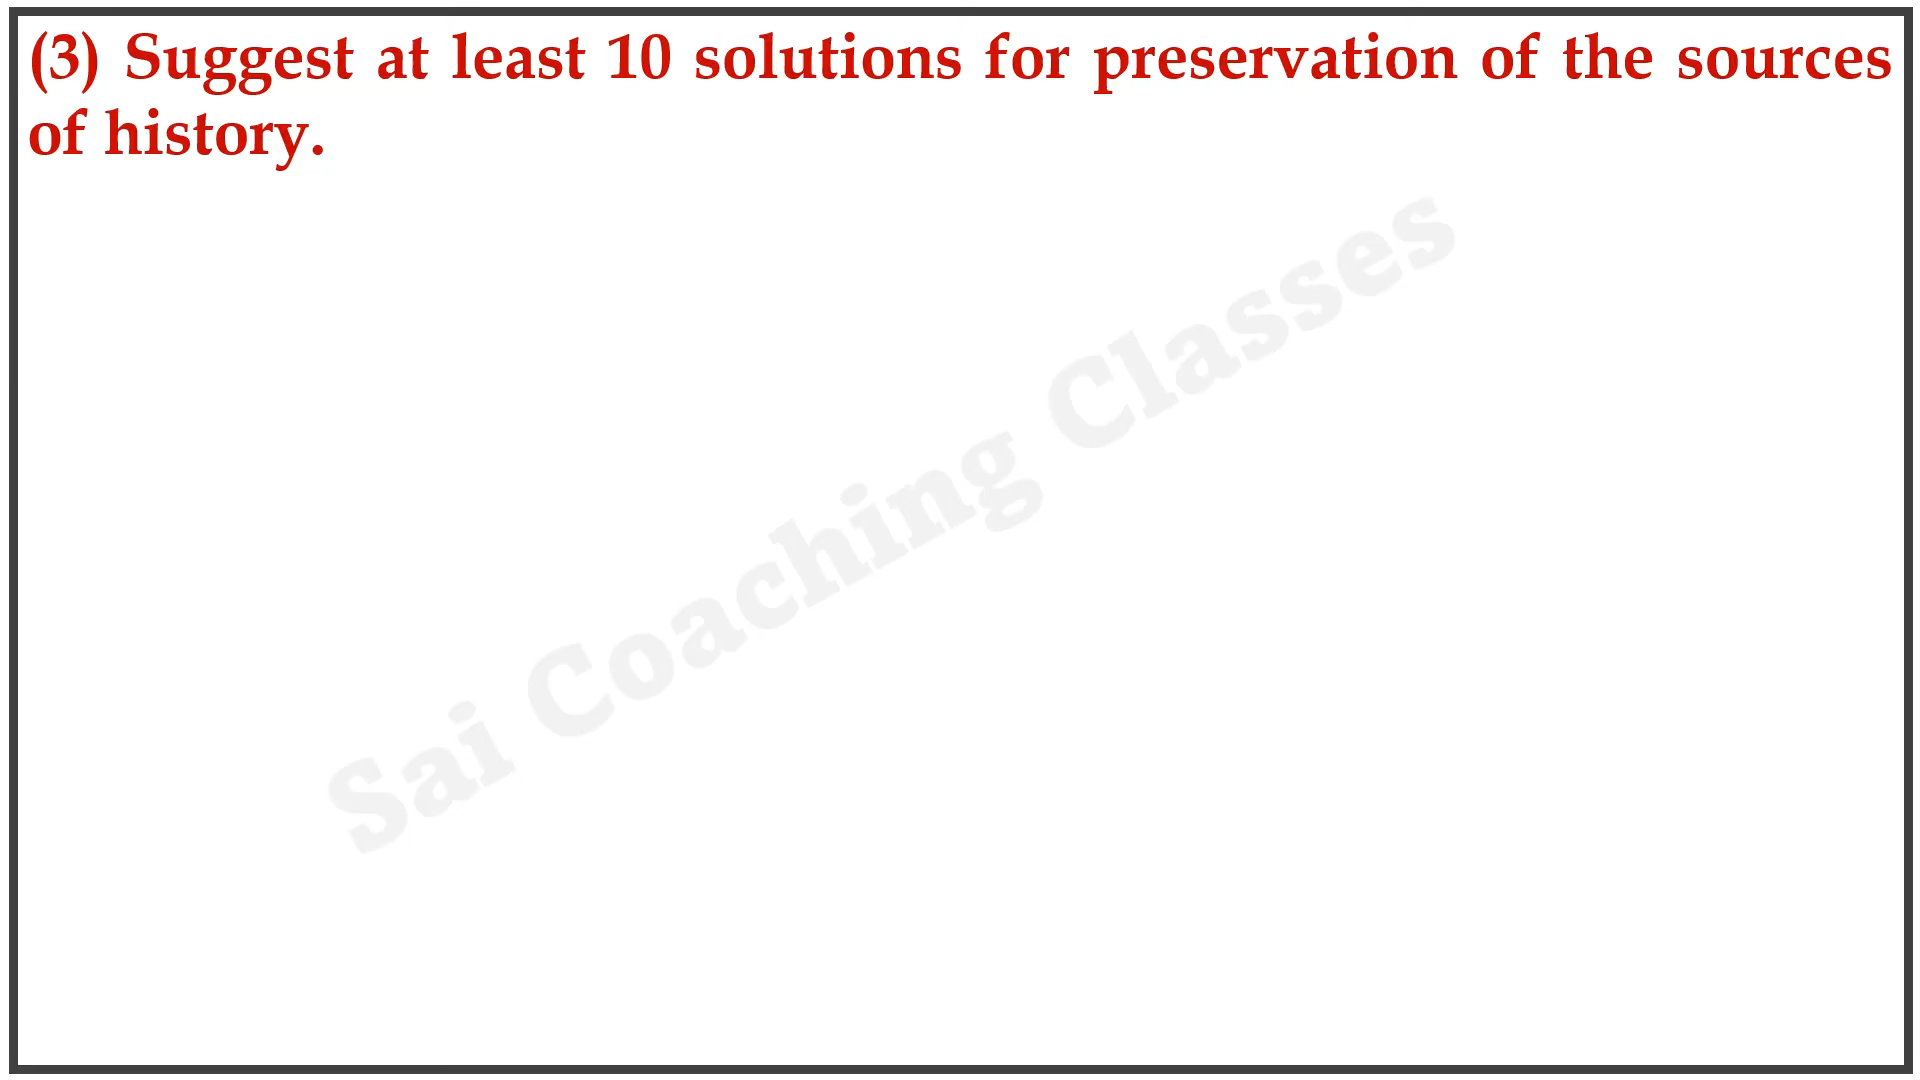 (3) Suggest at least 10 solutions for preservation of the sources
of history.
Sai Coaching Classes